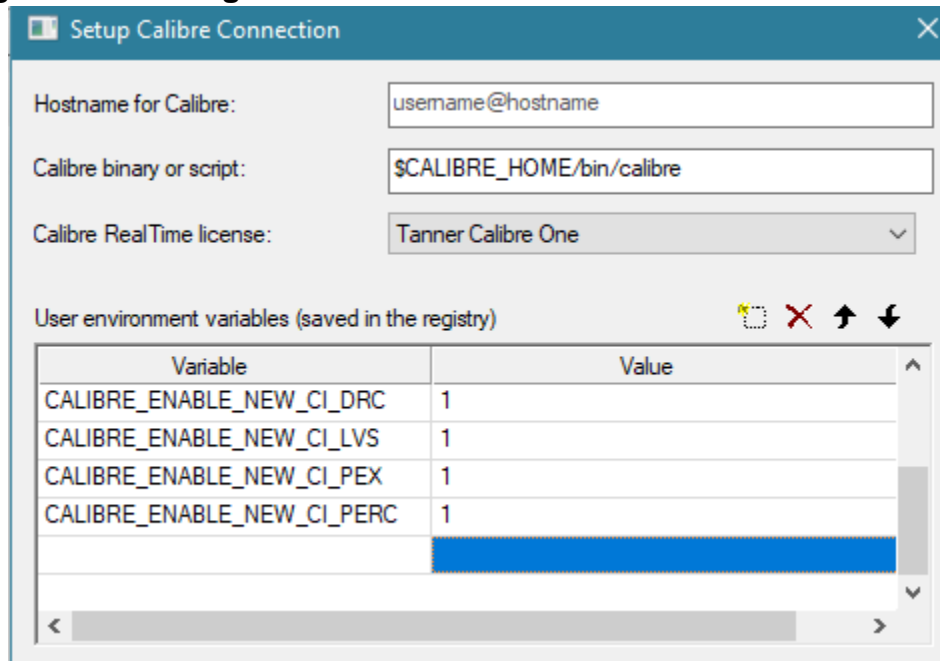 Setup Calibre Connection
Hostname for Calibre: username@hostname
Calibre binary or script: $CALIBRE_HOME/bin/calibre
Calibre RealTime license: Tanner Calibre One
User environment variables (saved in the registry)
Variable Value
CALIBRE_ENABLE_NEW_CI_DRC 1
CALIBRE_ENABLE_NEW_CI_LVS 1
CALIBRE_ENABLE_NEW_CI_PEX 1
CALIBRE_ENABLE_NEW_CI_PERC 1